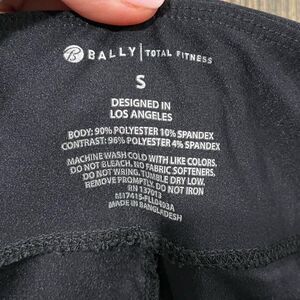 BALLY | TOTAL FITNESS
S
DESIGNED IN
LOS ANGELES
BODY: 90% POLYESTER 10% SPANDEX
CONTRAST: 96% POLYESTER 4% SPANDEX
MACHINE WASH COLD WITH LIKE COLORS.
DO NOT BLEACH. NO FABRIC SOFTENERS.
DO NOT WRING. TUMBLE DRY LOW.
REMOVE PROMPTLY. DO NOT IRON
RN 137013
MADE IN BANGLADESH